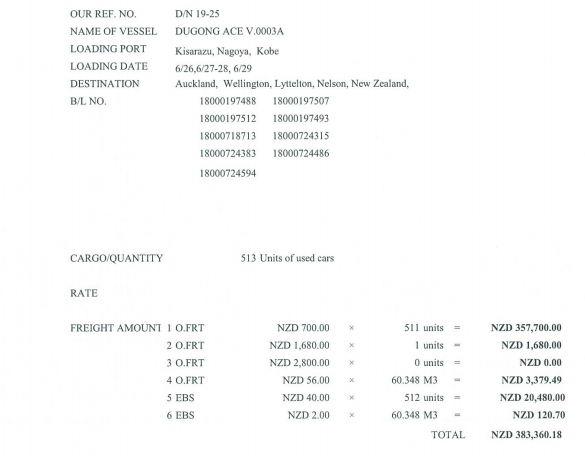 OUR REF. NO. D/N 19-25
NAME OF VESSEL DUGONG ACE V.0003A
LOADING PORT Kisarazu, Nagoya, Kobe
LOADING DATE 6/26,6/27-28, 6/29
DESTINATION Auckland, Wellington, Lyttelton, Nelson, New Zealand,
B/L NO. 18000197488 18000197507
18000197512 18000197493
18000718713 18000724315
18000724383 18000724486
18000724594
CARGO/QUANTITY 513 Units of used cars
RATE
FREIGHT AMOUNT 1 O.FRT NZD 700.00 × 511 units = NZD 357,700.00
2 O.FRT NZD 1,680.00 × 1 units = NZD 1,680.00
3 O.FRT NZD 2,800.00 × 0 units = NZD 0.00
4 O.FRT NZD 56.00 × 60.348 M3 = NZD 3,379.49
5 EBS NZD 40.00 × 512 units = NZD 20,480.00
6 EBS NZD 2.00 × 60.348 M3 = NZD 120.70
TOTAL NZD 383,360.18